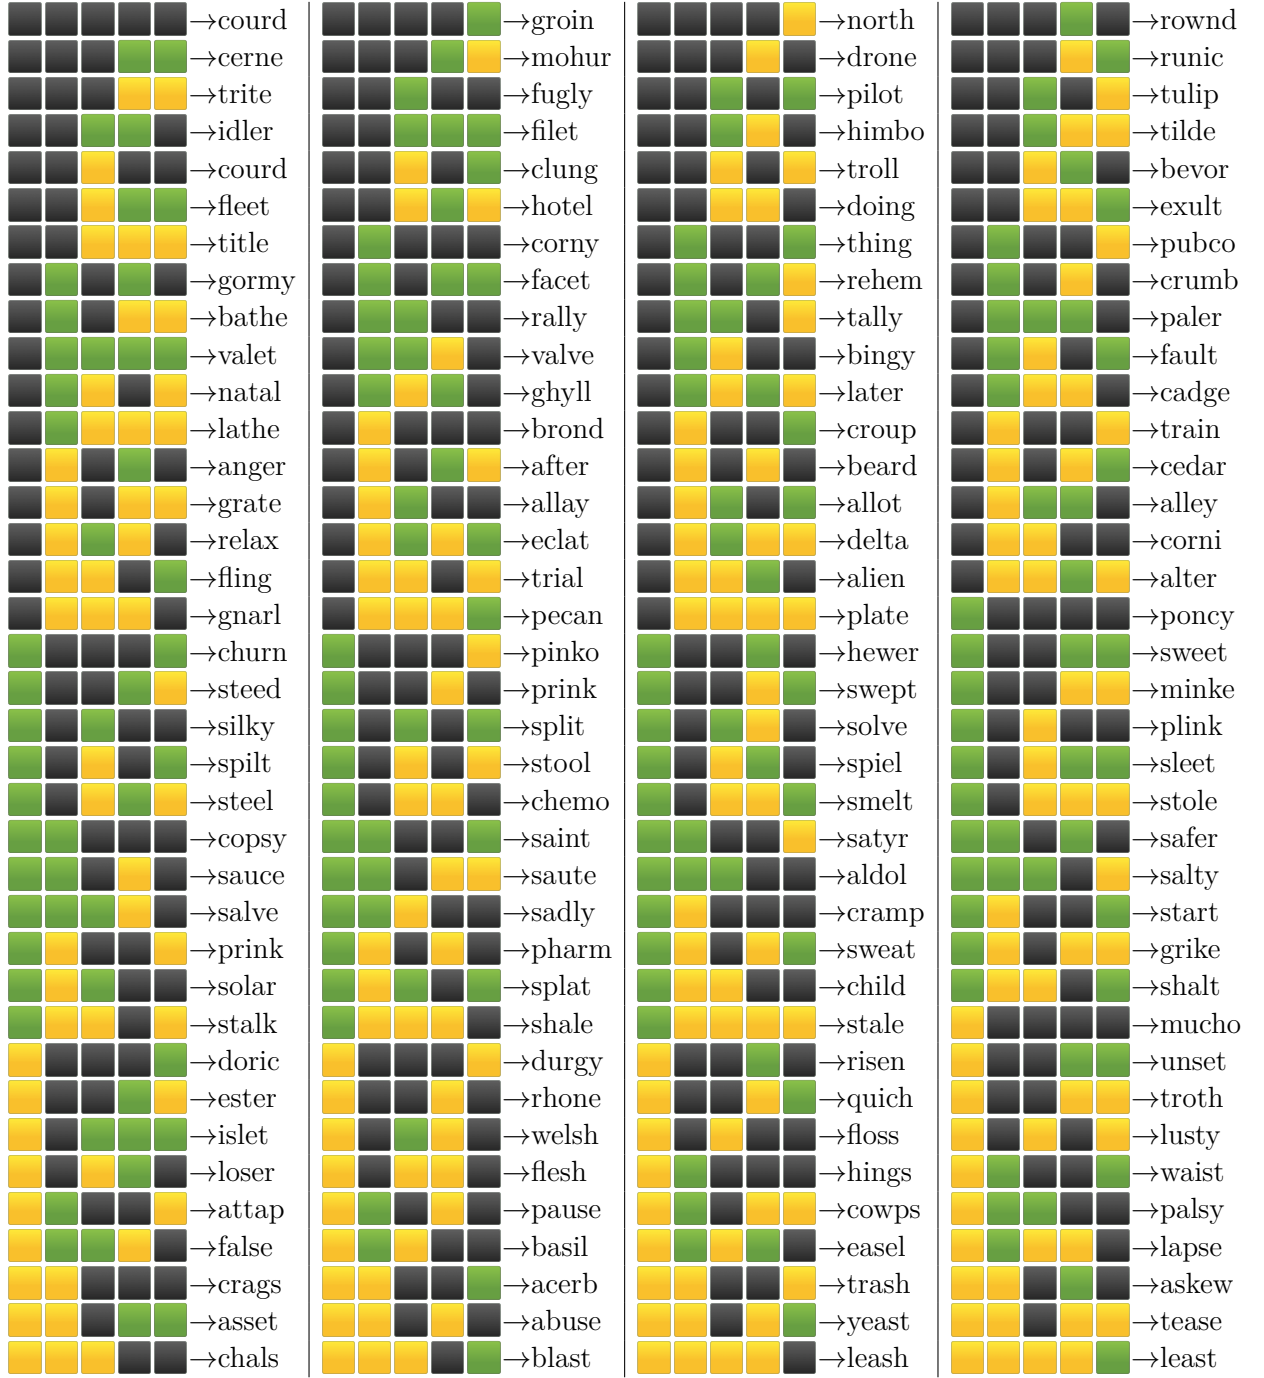 →courd →groin →north →rownd
→cerne →mohur →drone →runic
→trite →fugly →pilot →tulip
→idler →filet →himbo →tilde
→courd →clung →troll →bevor
→fleet →hotel →doing →exult
→title →corny →thing →pubco
→gormy →facet →rehem →crumb
→bathe →rally →tally →paler
→valet →valve →bingy →fault
→natal →ghyll →later →cadge
→lathe →brond →croup →train
→anger →after →beard →cedar
→grate →allay →allot →alley
→relax →eclat →delta →corni
→fling →trial →alien →alter
→gnarl →pecan →plate →poncy
→churn →pinko →hewer →sweet
→steed →prink →swept →minke
→silky →split →solve →plink
→spilt →stool →spiel →sleet
→steel →chemo →smelt →stole
→copsy →saint →satyr →safer
→sauce →saute →aldol →salty
→salve →sadly →cramp →start
→prink →pharm →sweat →grike
→solar →splat →child →shalt
→stalk →shale →stale →mucho
→doric →durgy →risen →unset
→ester →rhone →quich →troth
→islet →welsh →floss →lusty
→loser →flesh →hings →waist
→attap →pause →cowps →palsy
→false →basil →easel →lapse
→crags →acerb →trash →askew
→asset →abuse →yeast →tease
→chals →blast →leash →least